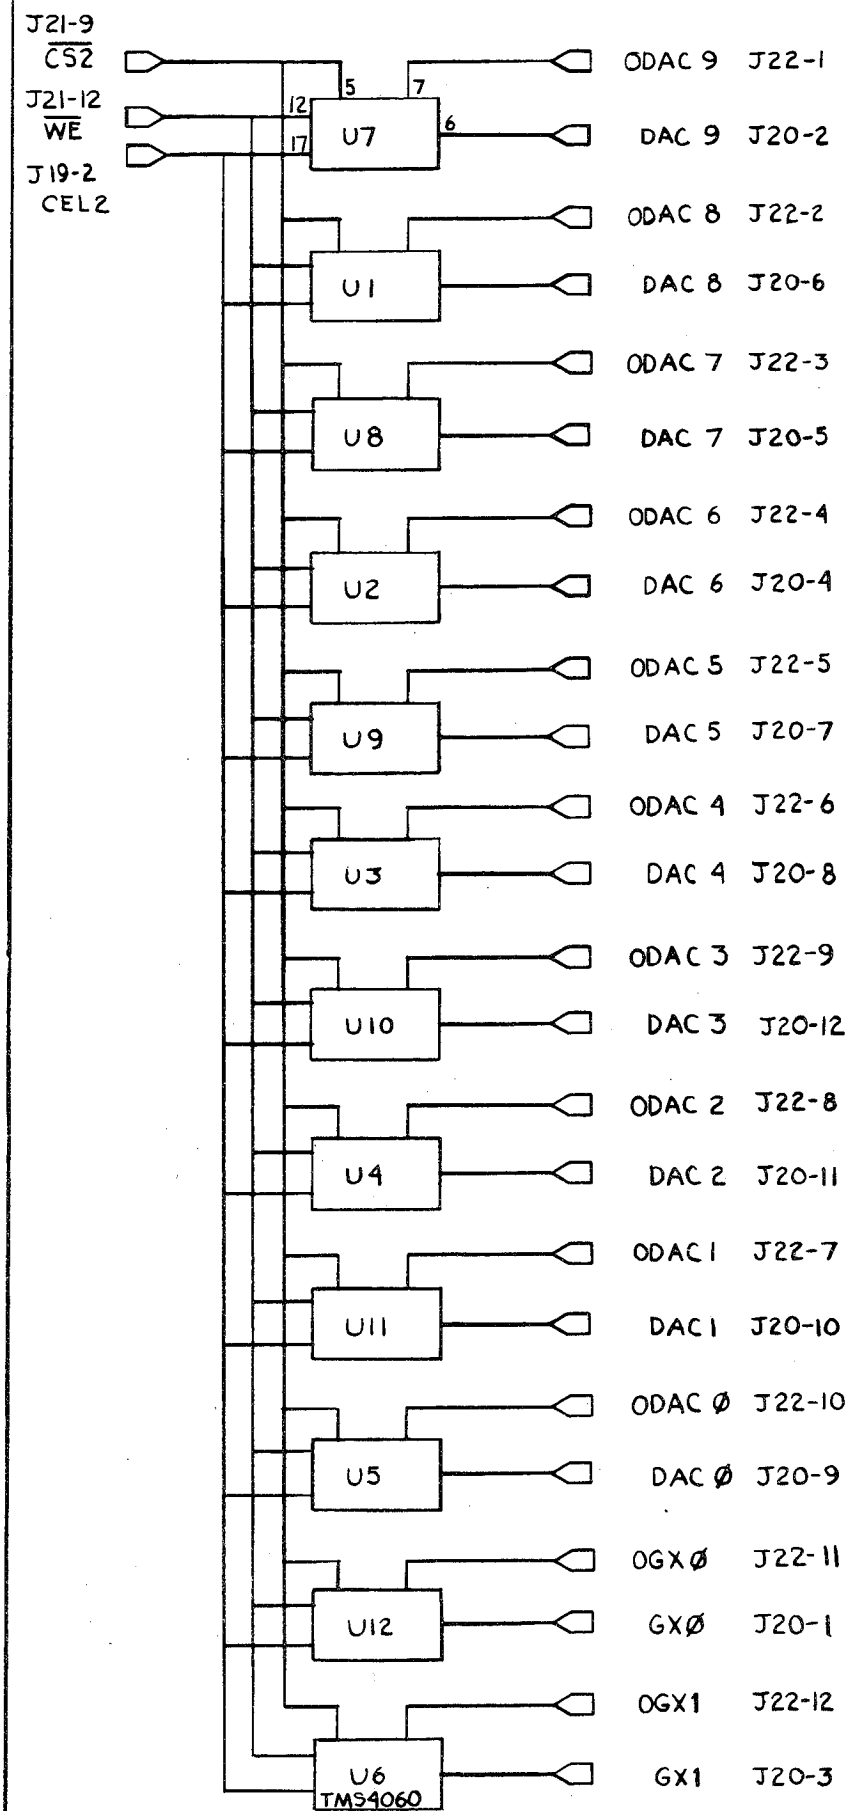 J21-9
CS2
ODAC 9 J22-1
5 7
J21-12
WE
12
U7
6
DAC 9 J20-2
17
J19-2
CEL2
ODAC 8 J22-2
U1
DAC 8 J20-6
ODAC 7 J22-3
U8
DAC 7 J20-5
ODAC 6 J22-4
U2
DAC 6 J20-4
ODAC 5 J22-5
U9
DAC 5 J20-7
ODAC 4 J22-6
U3
DAC 4 J20-8
ODAC 3 J22-9
U10
DAC 3 J20-12
ODAC 2 J22-8
U4
DAC 2 J20-11
ODAC 1 J22-7
U11
DAC 1 J20-10
ODAC Ø J22-10
U5
DAC Ø J20-9
OGXØ J22-11
U12
GXØ J20-1
OGX1 J22-12
U6
TMS4060
GX1 J20-3